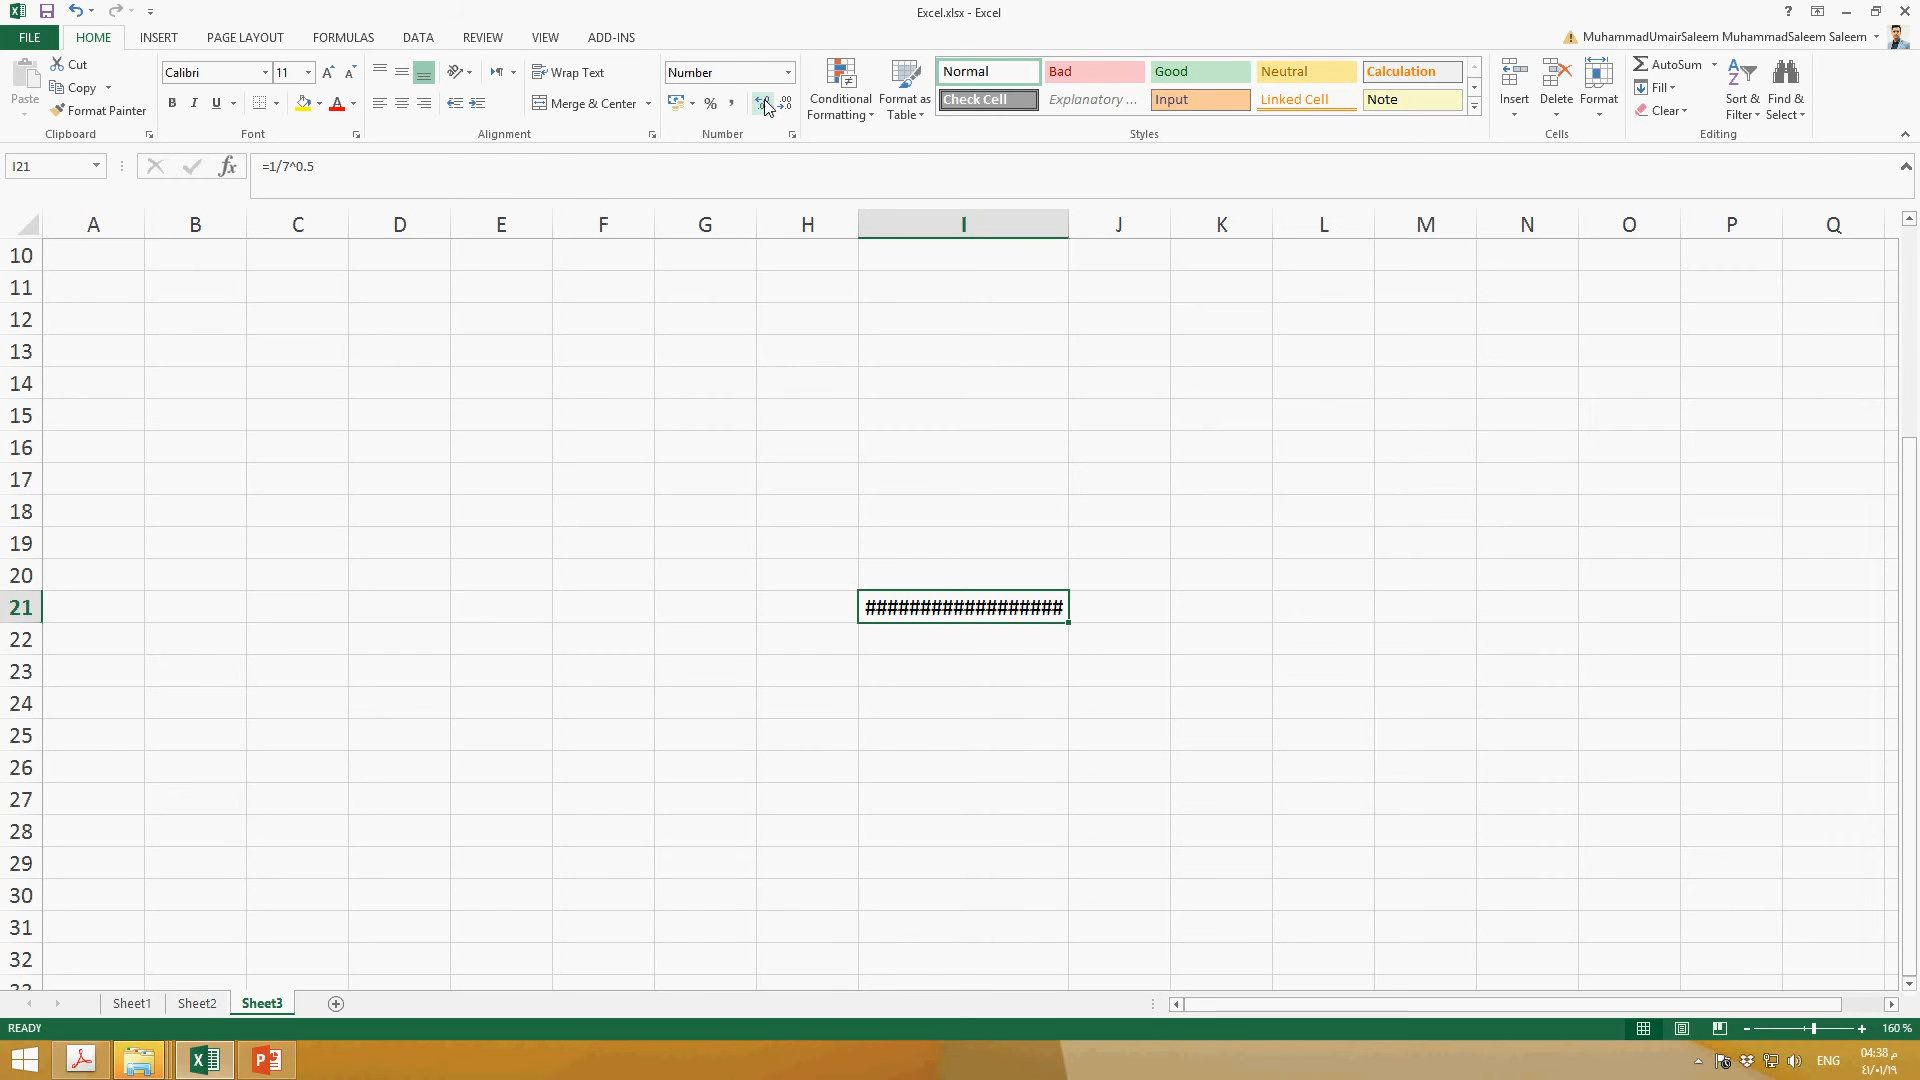 Excel.xlsx - Excel
FILE HOME INSERT PAGE LAYOUT FORMULAS DATA REVIEW VIEW ADD-INS
MuhammadUmairSaleem MuhammadSaleem Saleem
Paste
Cut
Copy
Format Painter
Clipboard
Calibri 11
B I U A
Font
Wrap Text
Merge & Center
Alignment
Number
%
Number
Conditional Formatting
Format as Table
Normal Bad Good Neutral Calculation
Check Cell Explanatory ... Input Linked Cell Note
Styles
Insert Delete Format
Cells
AutoSum
Fill
Clear
Sort & Filter
Find & Select
Editing
I21 fx =1/7^0.5
A B C D E F G H I J K L M N O P Q
10
11
12
13
14
15
16
17
18
19
20
21 ##################
22
23
24
25
26
27
28
29
30
31
32
33
Sheet1 Sheet2 Sheet3
READY
160 %
ENG
04:38 م
٤١/٠١/١٩